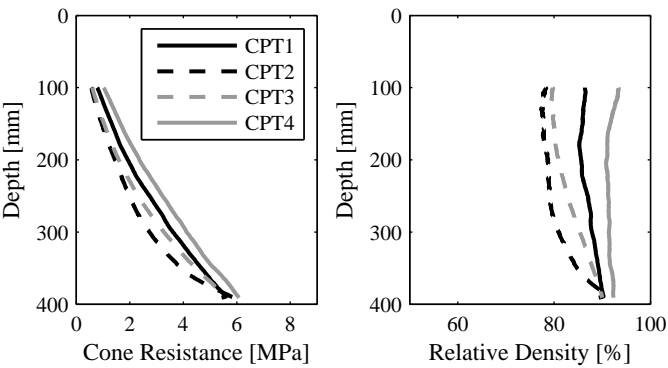 0
100
200
300
400
Depth [mm]
0 2 4 6 8
Cone Resistance [MPa]
CPT1
CPT2
CPT3
CPT4
0
100
200
300
400
Depth [mm]
60 80 100
Relative Density [%]